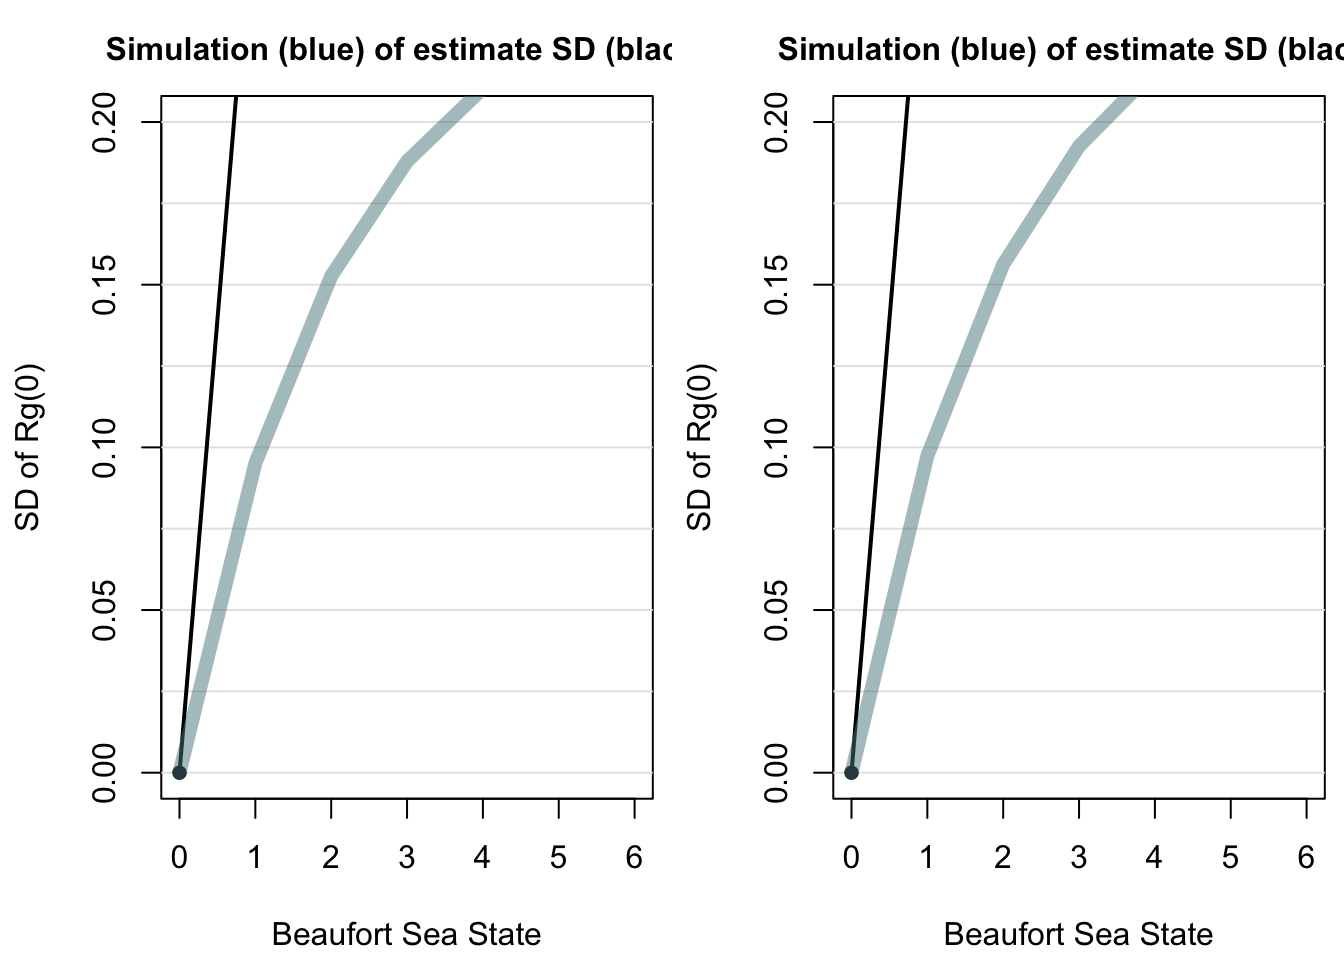 Simulation (blue) of estimate SD (blac
SD of Rg(0)
0.20
0.15
0.10
0.05
0.00
0 1 2 3 4 5 6
Beaufort Sea State
Simulation (blue) of estimate SD (blac
SD of Rg(0)
0.20
0.15
0.10
0.05
0.00
0 1 2 3 4 5 6
Beaufort Sea State